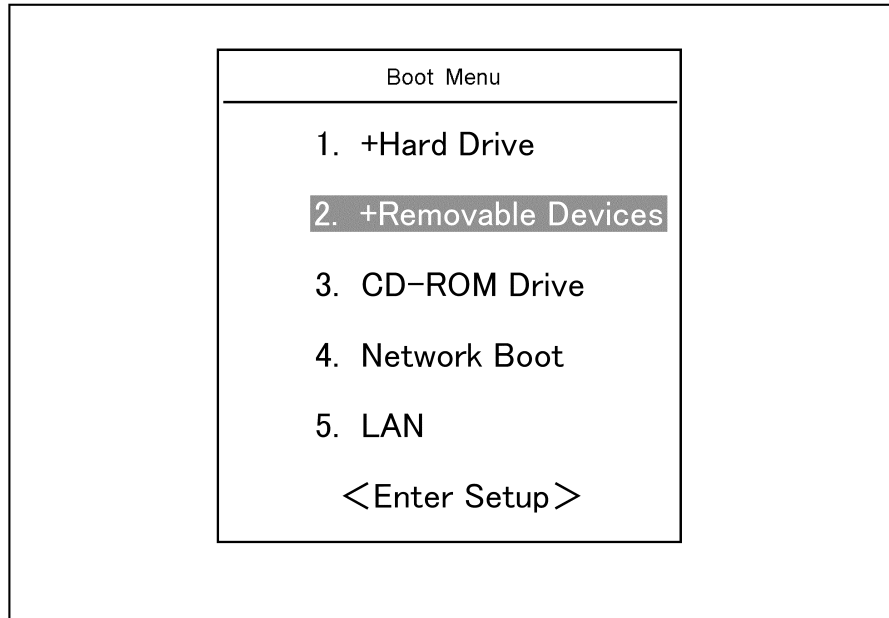 Boot Menu
1. +Hard Drive
2. +Removable Devices
3. CD-ROM Drive
4. Network Boot
5. LAN
<Enter Setup>